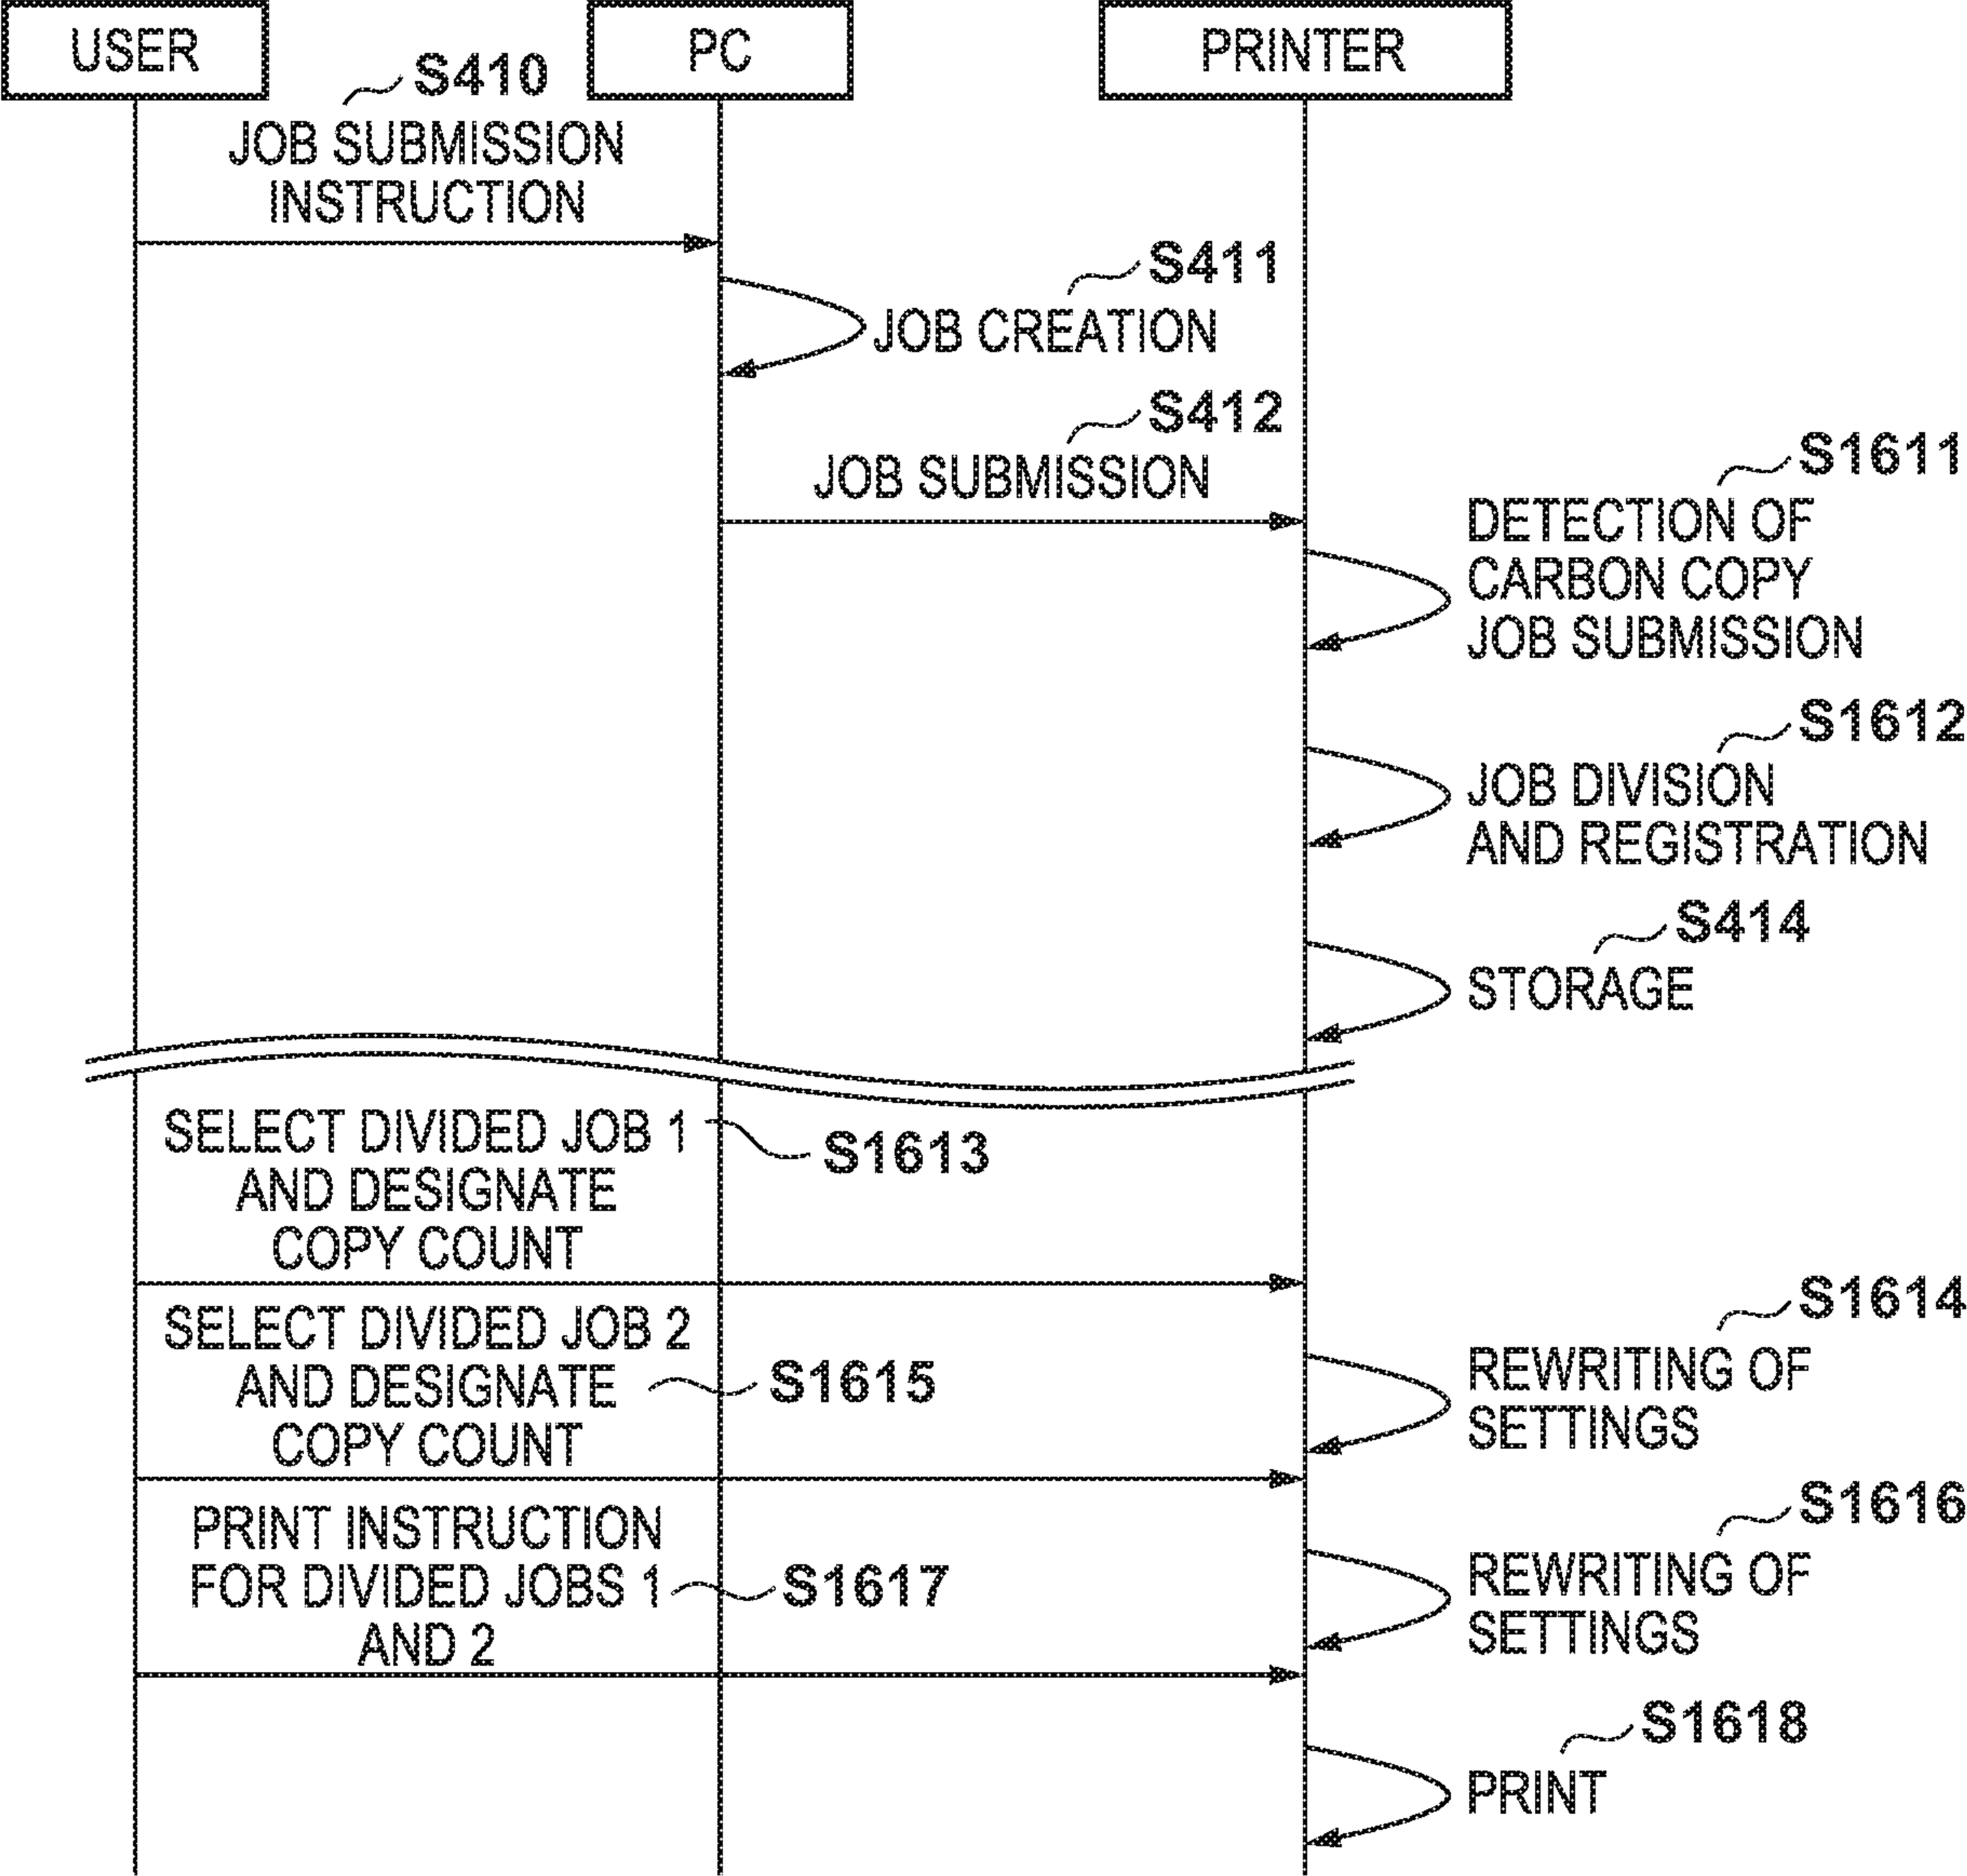 USER
PC
PRINTER
S410
JOB SUBMISSION
INSTRUCTION
S411
JOB CREATION
S412
JOB SUBMISSION
S1611
DETECTION OF
CARBON COPY
JOB SUBMISSION
S1612
JOB DIVISION
AND REGISTRATION
S414
STORAGE
SELECT DIVIDED JOB 1
AND DESIGNATE
COPY COUNT
S1613
S1614
REWRITING OF
SETTINGS
SELECT DIVIDED JOB 2
AND DESIGNATE
COPY COUNT
S1615
S1616
REWRITING OF
SETTINGS
PRINT INSTRUCTION
FOR DIVIDED JOBS 1
AND 2
S1617
S1618
PRINT